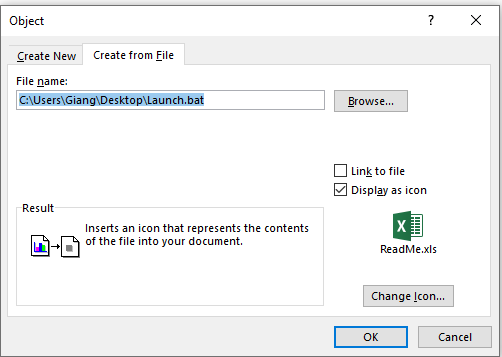 Object
?
Create New
Create from File
File name:
C:\Users\Giang\Desktop\Launch.bat
Browse...
Link to file
Display as icon
Result
Inserts an icon that represents the contents
of the file into your document.
ReadMe.xls
Change Icon...
OK
Cancel